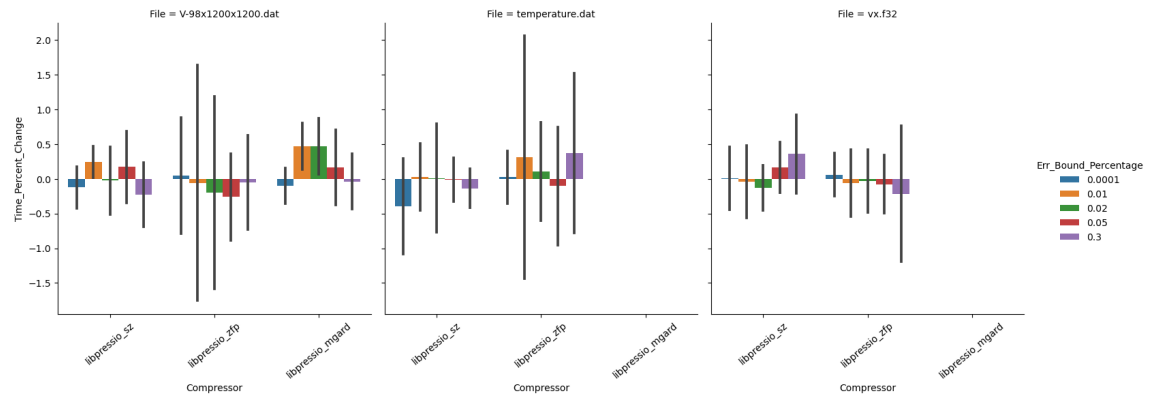 File = V-98x1200x1200.dat
File = temperature.dat
File = vx.f32
Time_Percent_Change
2.0
1.5
1.0
0.5
0.0
−0.5
−1.0
−1.5
libpressio_sz
libpressio_zfp
libpressio_mgard
libpressio_sz
libpressio_zfp
libpressio_mgard
libpressio_sz
libpressio_zfp
libpressio_mgard
Compressor
Compressor
Compressor
Err_Bound_Percentage
0.0001
0.01
0.02
0.05
0.3